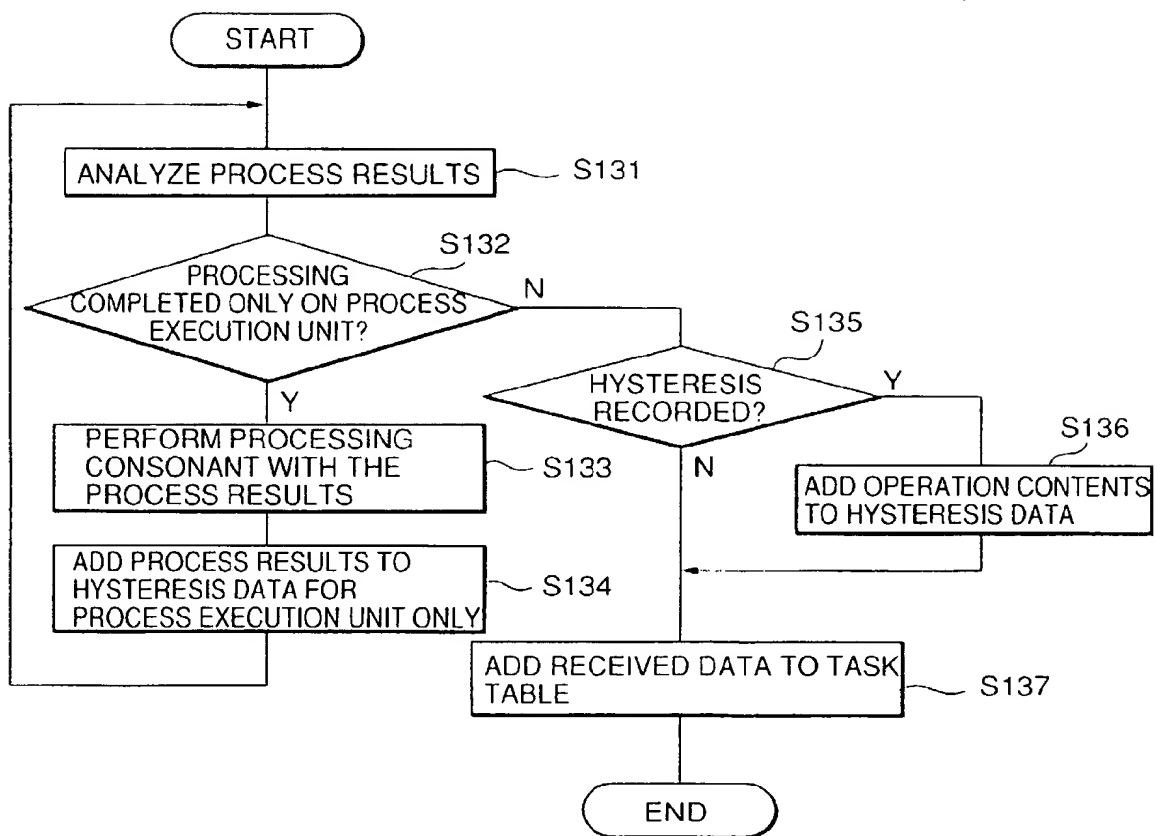 START
ANALYZE PROCESS RESULTS
S131
S132
PROCESSING
COMPLETED ONLY ON PROCESS
EXECUTION UNIT?
N
Y
S135
HYSTERESIS
RECORDED?
Y
N
PERFORM PROCESSING
CONSONANT WITH THE
PROCESS RESULTS
S133
S136
ADD OPERATION CONTENTS
TO HYSTERESIS DATA
ADD PROCESS RESULTS TO
HYSTERESIS DATA FOR
PROCESS EXECUTION UNIT ONLY
S134
ADD RECEIVED DATA TO TASK
TABLE
S137
END